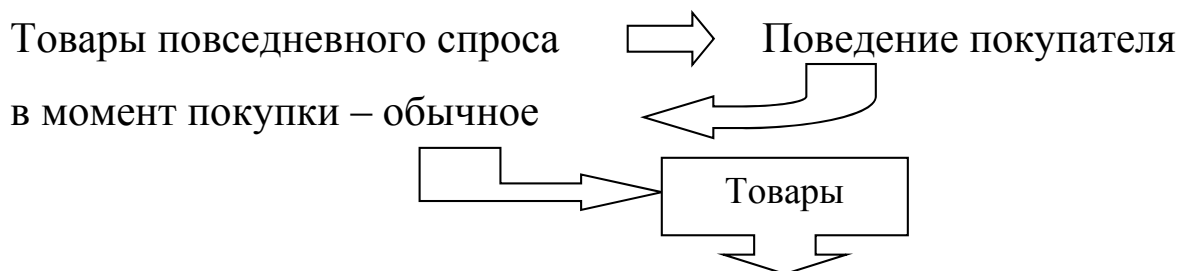 Товары повседневного спроса Поведение покупателя
в момент покупки – обычное
Товары